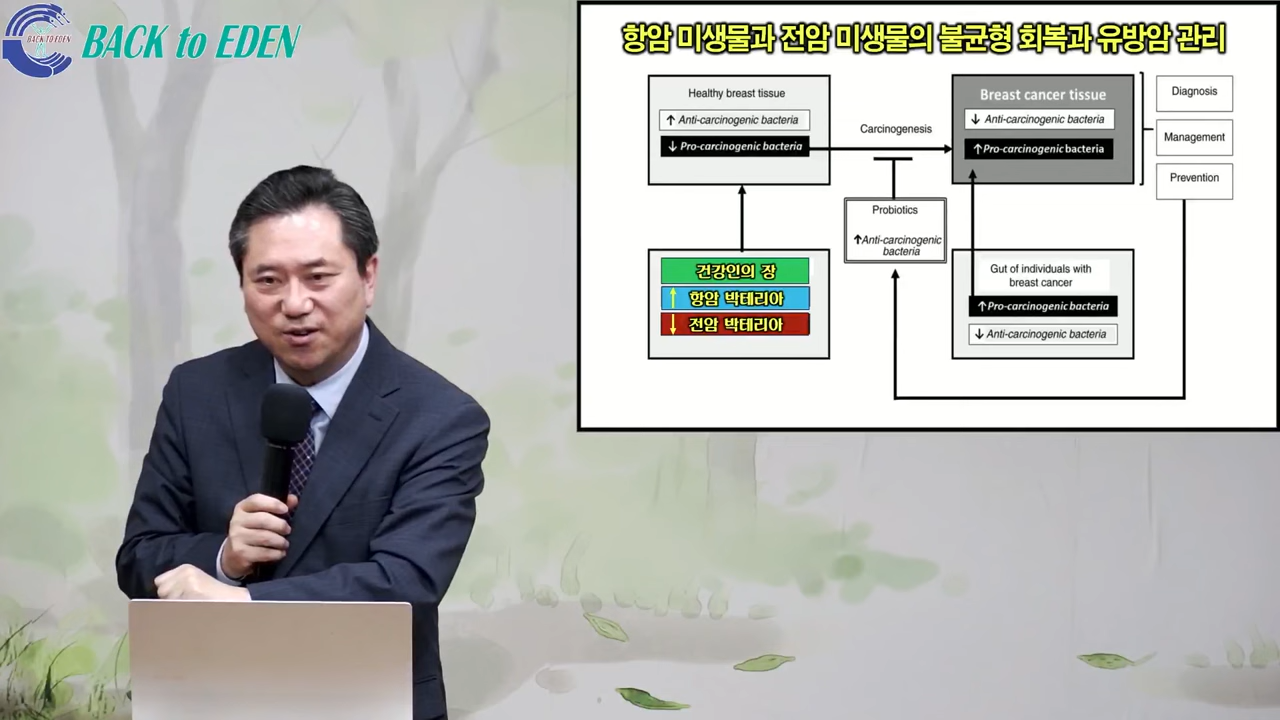 BACK TO EDEN
BACK to EDEN
항암 미생물과 전암 미생물의 불균형 회복과 유방암 관리
Healthy breast tissue
↑ Anti-carcinogenic bacteria
↓ Pro-carcinogenic bacteria
Carcinogenesis
Breast cancer tissue
↓ Anti-carcinogenic bacteria
↑Pro-carcinogenic bacteria
Diagnosis
Management
Prevention
Probiotics
↑Anti-carcinogenic
bacteria
건강인의 장
↑ 항암 박테리아
↓ 전암 박테리아
Gut of individuals with
breast cancer
↑Pro-carcinogenic bacteria
↓ Anti-carcinogenic bacteria